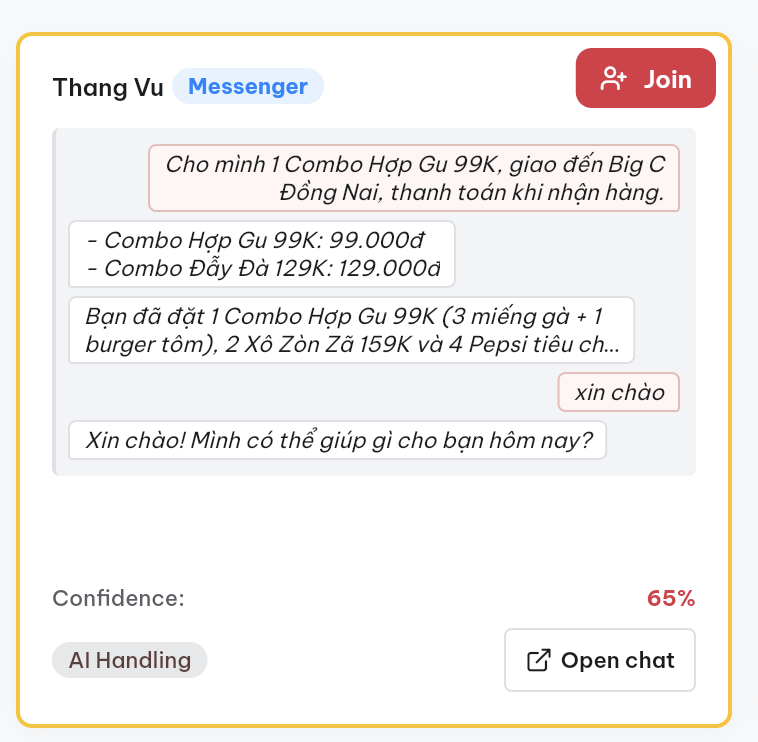 Thang Vu
Messenger
Join
Cho mình 1 Combo Hợp Gu 99K, giao đến Big C
Đồng Nai, thanh toán khi nhận hàng.
- Combo Hợp Gu 99K: 99.000đ
- Combo Đẫy Đà 129K: 129.000đ
Bạn đã đặt 1 Combo Hợp Gu 99K (3 miếng gà + 1
burger tôm), 2 Xô Zòn Zã 159K và 4 Pepsi tiêu ch...
xin chào
Xin chào! Mình có thể giúp gì cho bạn hôm nay?
Confidence:
65%
AI Handling
Open chat